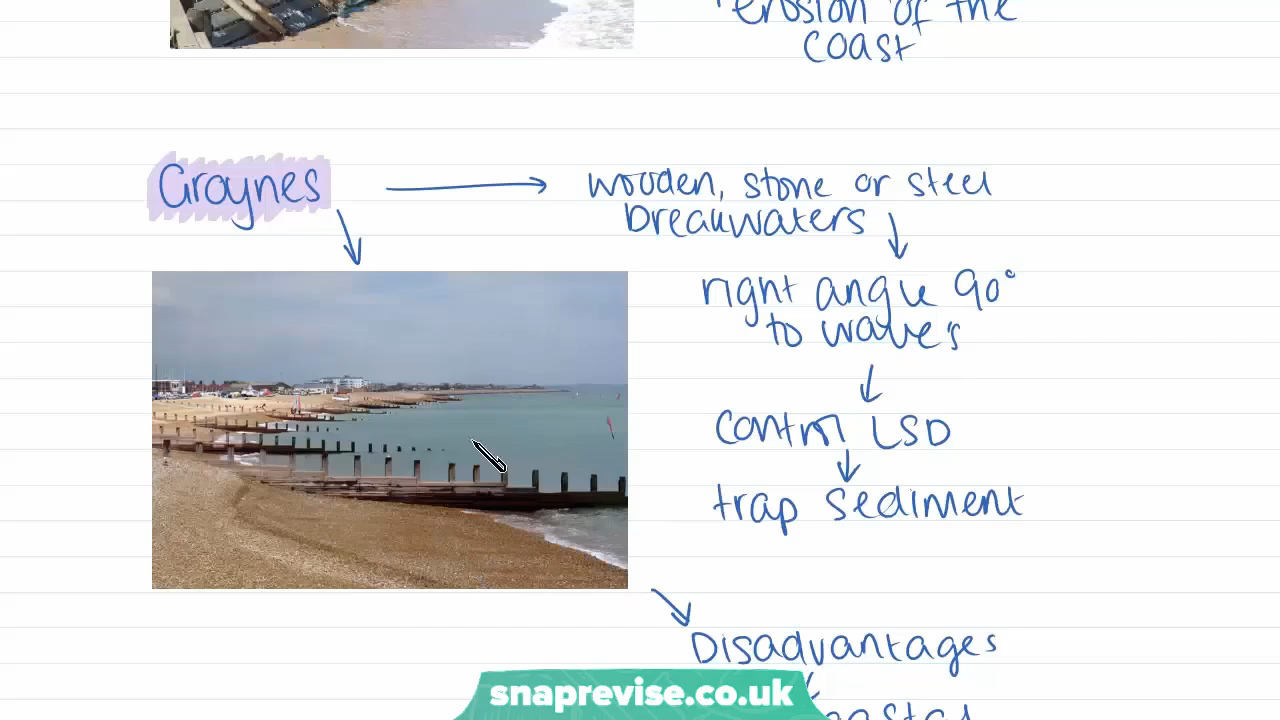 erosion of the
coast
Groynes
wooden, stone or steel
breakwaters
right angle 90°
to waves
control LSD
trap sediment
Disadvantages
snaprevise.co.uk